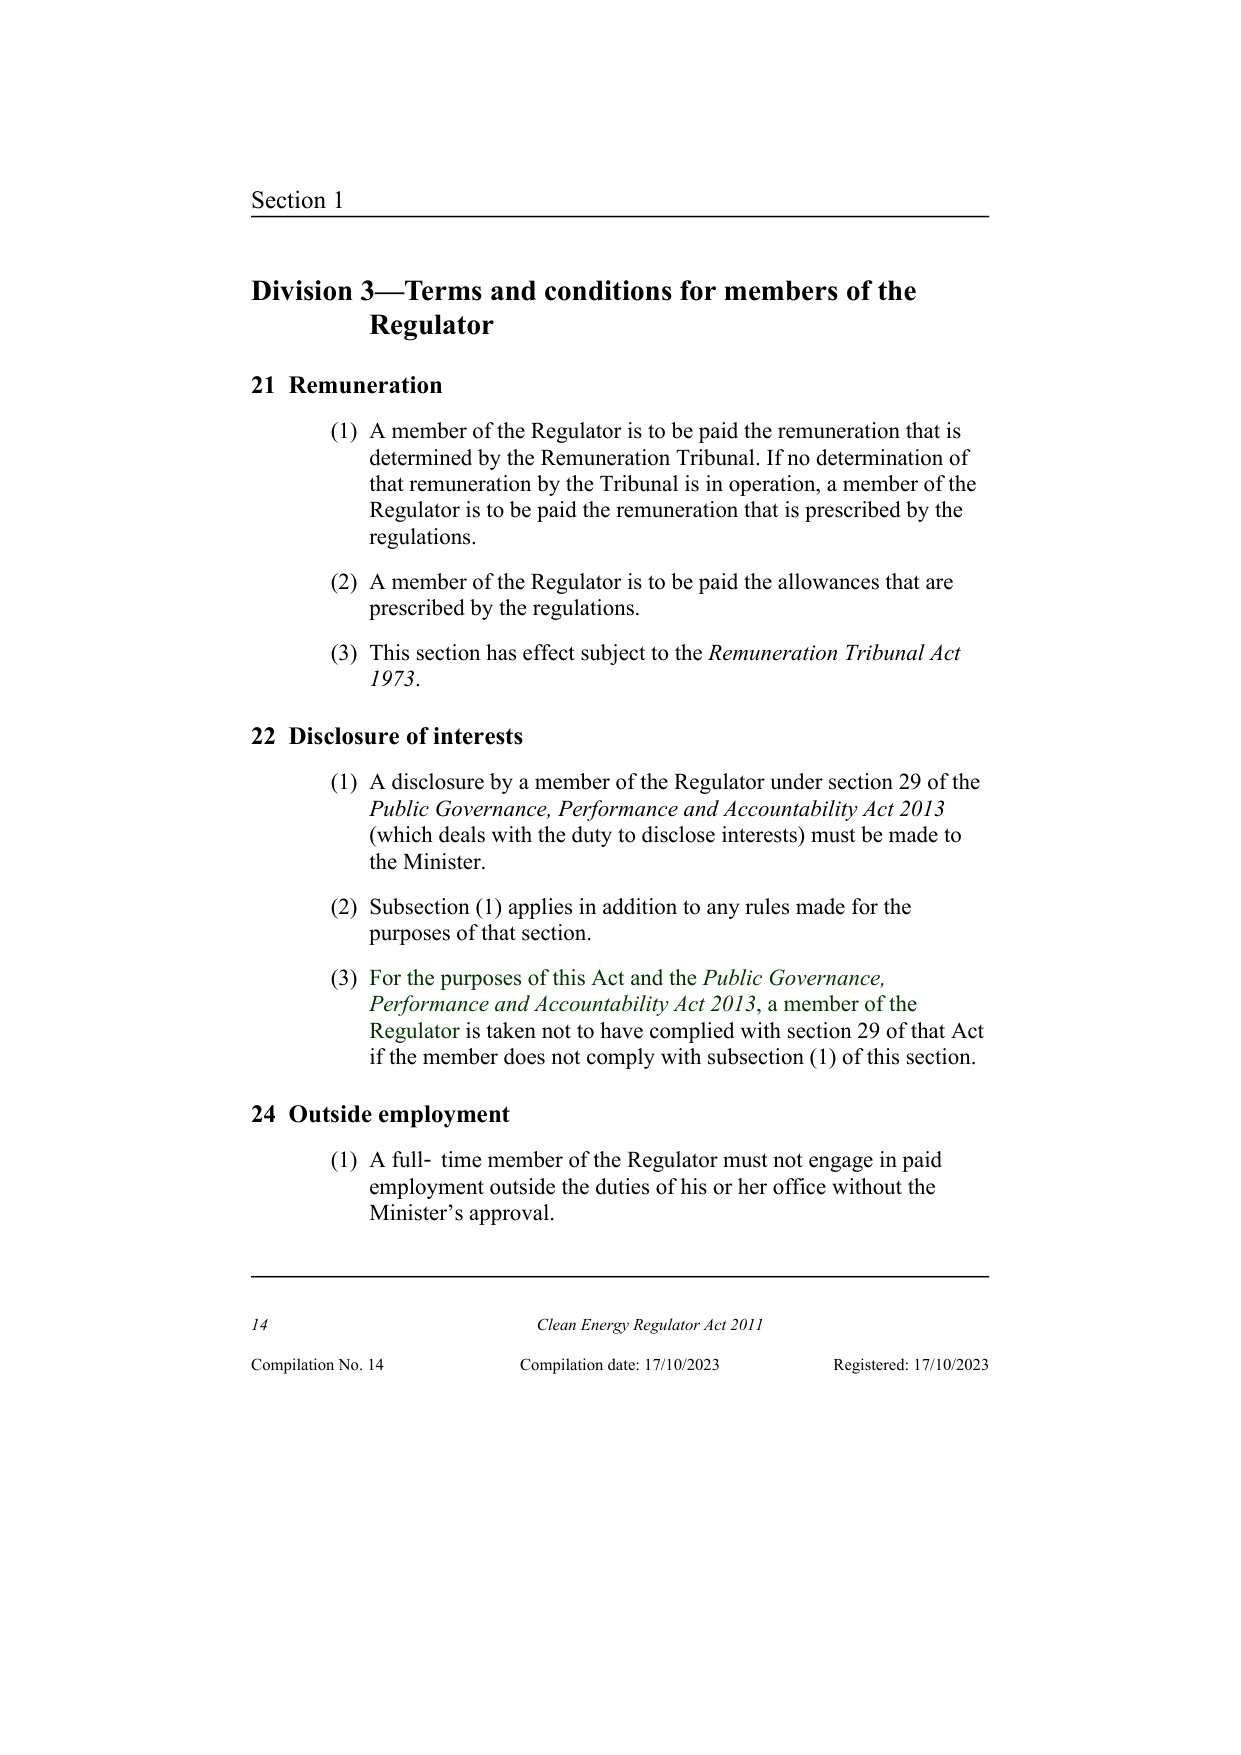 Section 1
Division 3—Terms and conditions for members of the
Regulator
21 Remuneration
(1) A member of the Regulator is to be paid the remuneration that is
determined by the Remuneration Tribunal. If no determination of
that remuneration by the Tribunal is in operation, a member of the
Regulator is to be paid the remuneration that is prescribed by the
regulations.
(2) A member of the Regulator is to be paid the allowances that are
prescribed by the regulations.
(3) This section has effect subject to the Remuneration Tribunal Act
1973.
22 Disclosure of interests
(1) A disclosure by a member of the Regulator under section 29 of the
Public Governance, Performance and Accountability Act 2013
(which deals with the duty to disclose interests) must be made to
the Minister.
(2) Subsection (1) applies in addition to any rules made for the
purposes of that section.
(3) For the purposes of this Act and the Public Governance,
Performance and Accountability Act 2013, a member of the
Regulator is taken not to have complied with section 29 of that Act
if the member does not comply with subsection (1) of this section.
24 Outside employment
(1) A full- time member of the Regulator must not engage in paid
employment outside the duties of his or her office without the
Minister’s approval.
14 Clean Energy Regulator Act 2011
Compilation No. 14 Compilation date: 17/10/2023 Registered: 17/10/2023